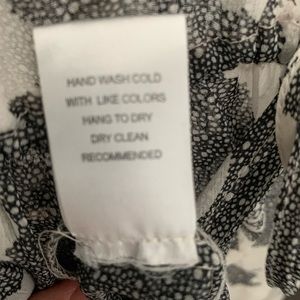 HAND WASH COLD
WITH LIKE COLORS
HANG TO DRY
DRY CLEAN
RECOMMENDED